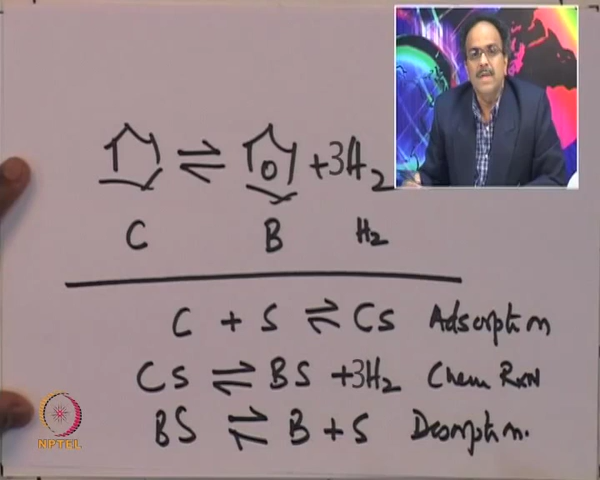 ⇌ O +3H2
C B H2
C + S ⇌ CS Adsorption
CS ⇌ BS +3H2 Chem RXN
BS ⇌ B + S Desorption.
NPTEL